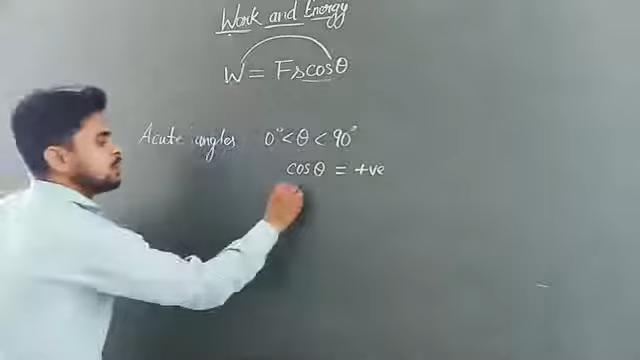 Work and Energy
W = Fscosθ
Acute angles 0° < θ < 90°
cosθ = +ve